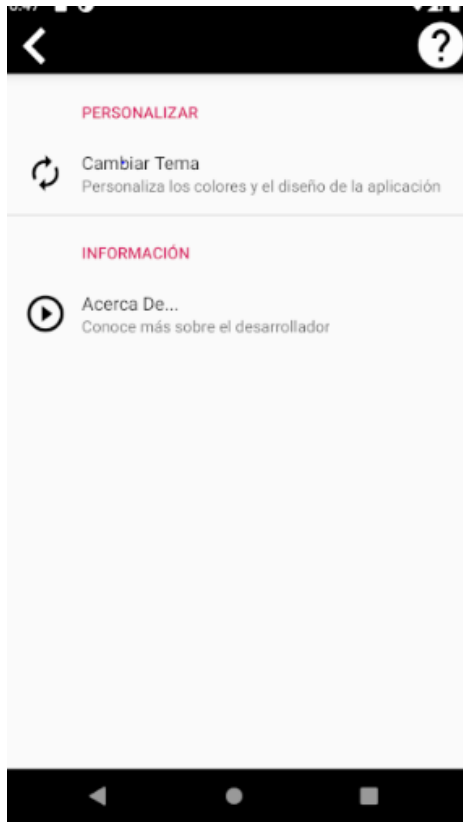 ?
PERSONALIZAR
Cambiar Tema
Personaliza los colores y el diseño de la aplicación
INFORMACIÓN
Acerca De...
Conoce más sobre el desarrollador